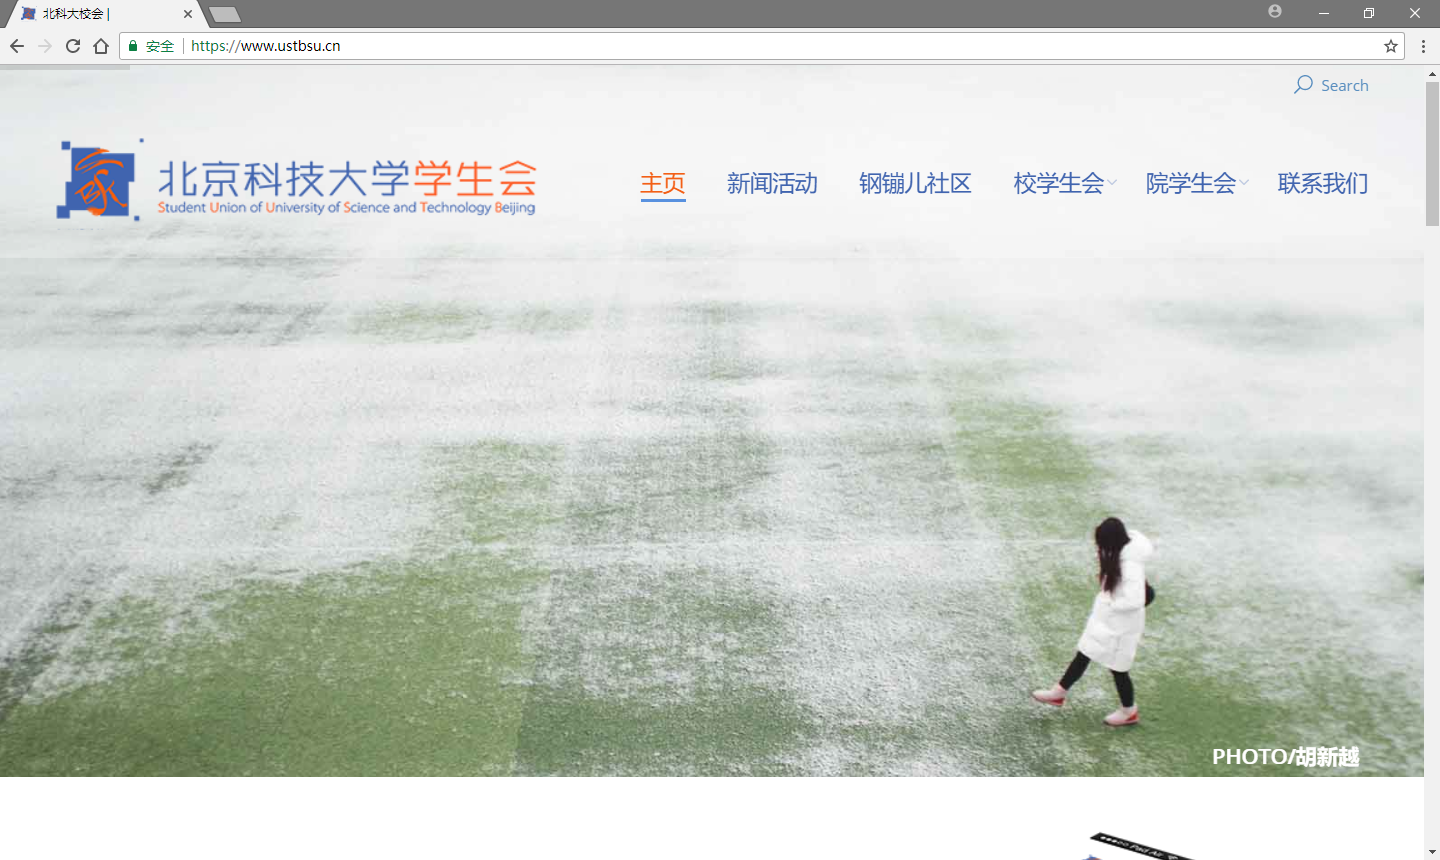 北科大校会 |
安全 https://www.ustbsu.cn
Search
北京科技大学学生会
Student Union of University of Science and Technology Beijing
主页 新闻活动 钢镚儿社区 校学生会 院学生会 联系我们
PHOTO/胡新越